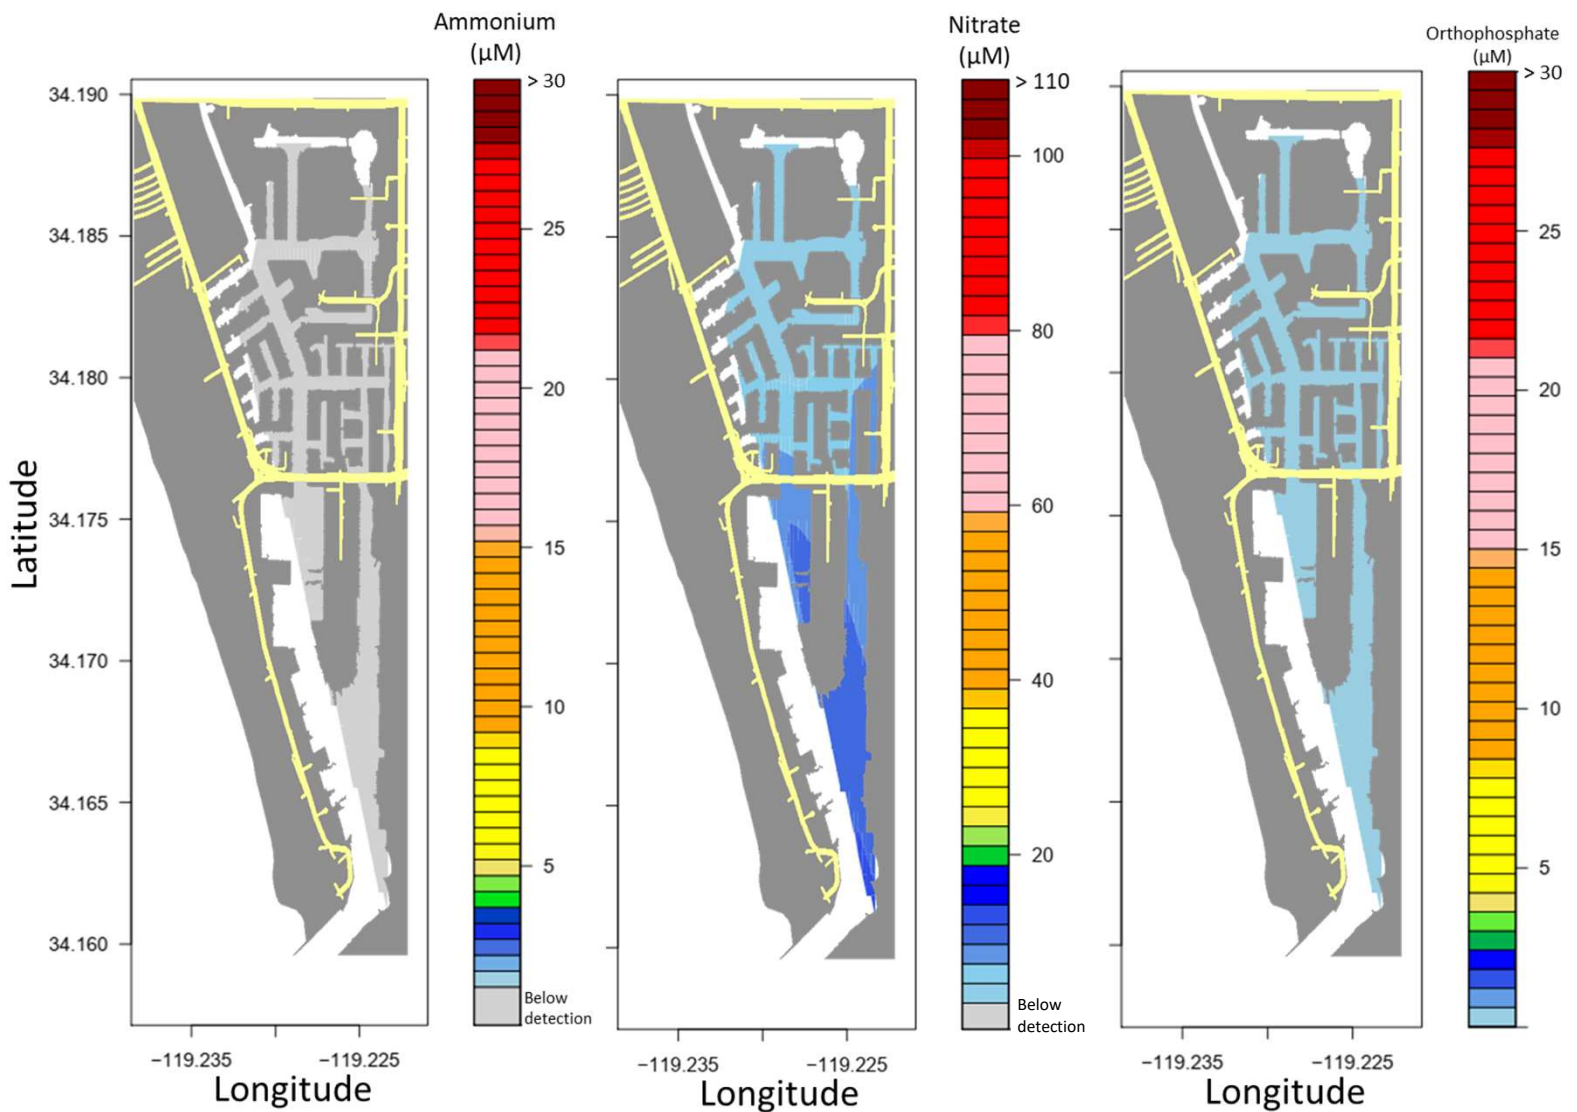 Ammonium
(µM)
> 30
25
20
15
10
5
Below
detection
Nitrate
(µM)
> 110
100
80
60
40
20
Below
detection
Orthophosphate
(µM)
> 30
25
20
15
10
5
34.190
34.185
34.180
34.175
34.170
34.165
34.160
Latitude
−119.235
−119.225
Longitude
−119.235
−119.225
Longitude
−119.235
−119.225
Longitude